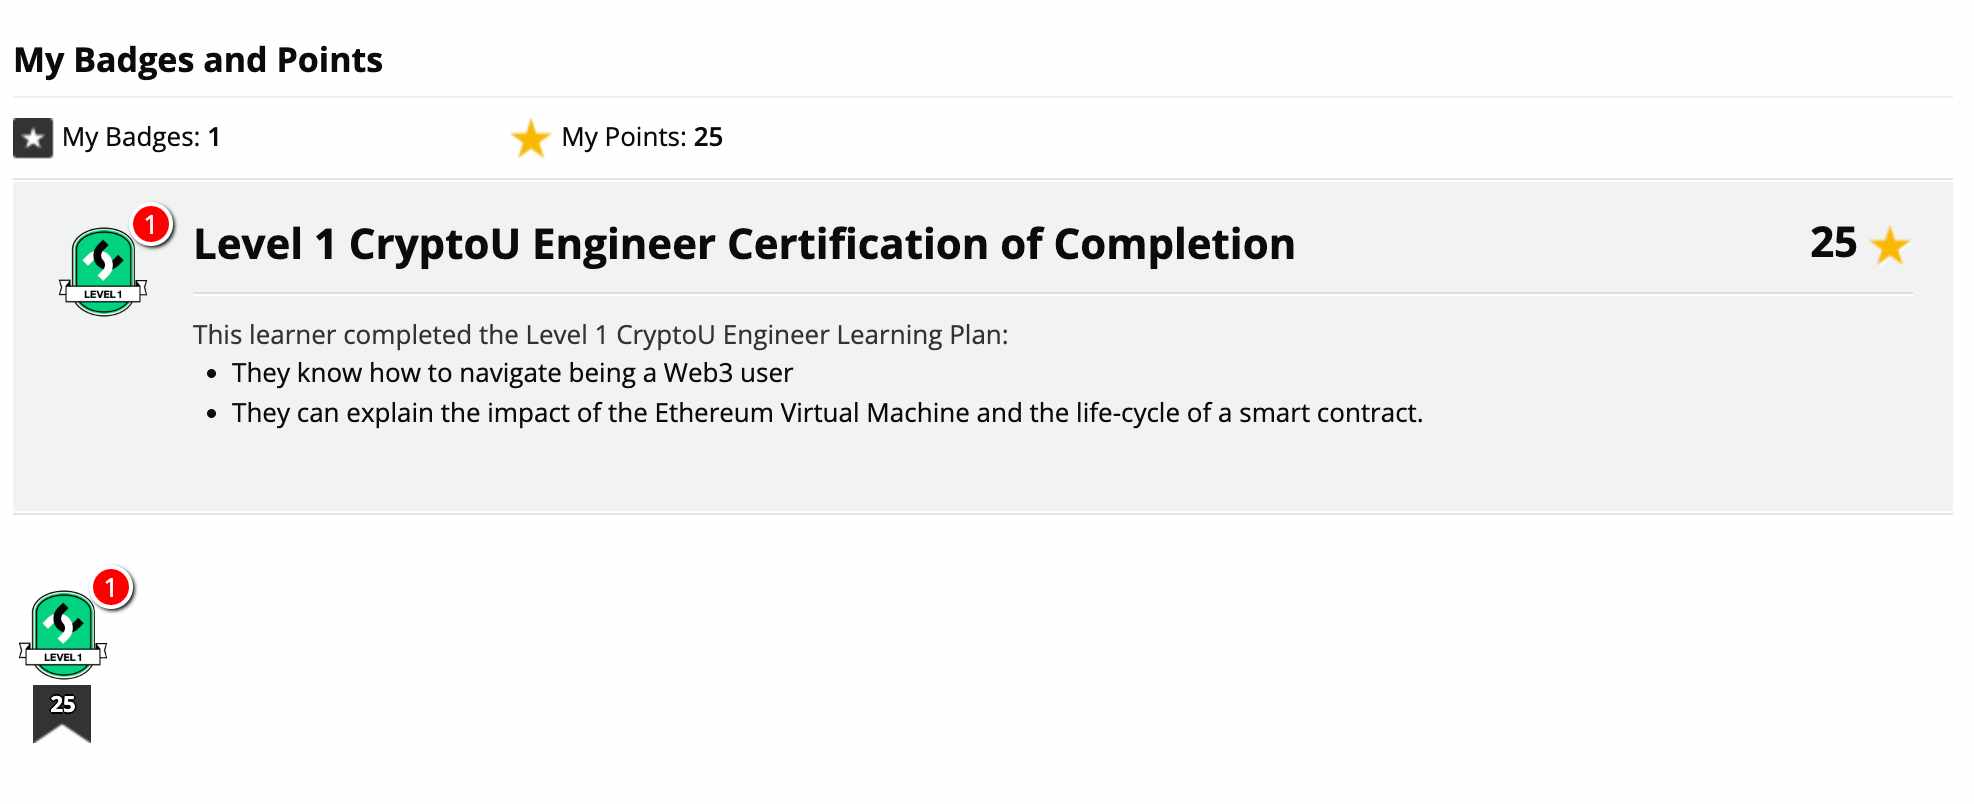 My Badges and Points
My Badges: 1
My Points: 25
1
Level 1 CryptoU Engineer Certification of Completion
25
LEVEL 1
This learner completed the Level 1 CryptoU Engineer Learning Plan:
• They know how to navigate being a Web3 user
• They can explain the impact of the Ethereum Virtual Machine and the life-cycle of a smart contract.
1
LEVEL 1
25